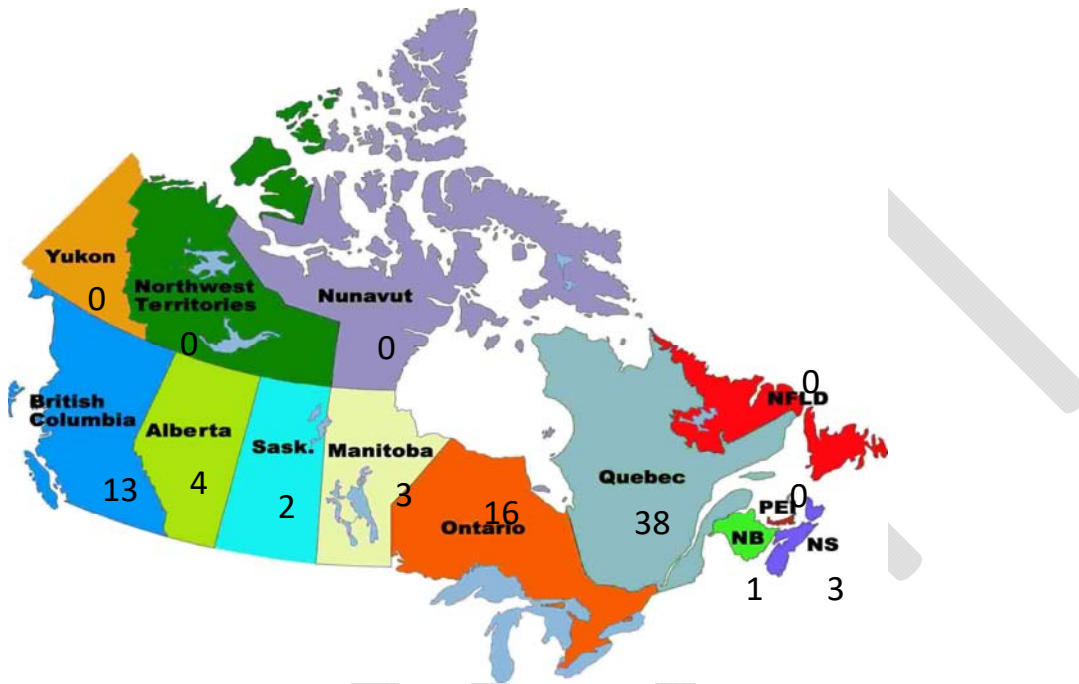 Yukon
0
Northwest
Territories
0
Nunavut
0
British
Columbia
13
Alberta
4
Sask.
2
Manitoba
3
Ontario
16
Quebec
38
NFLD
0
PEI
0
NB
1
NS
3